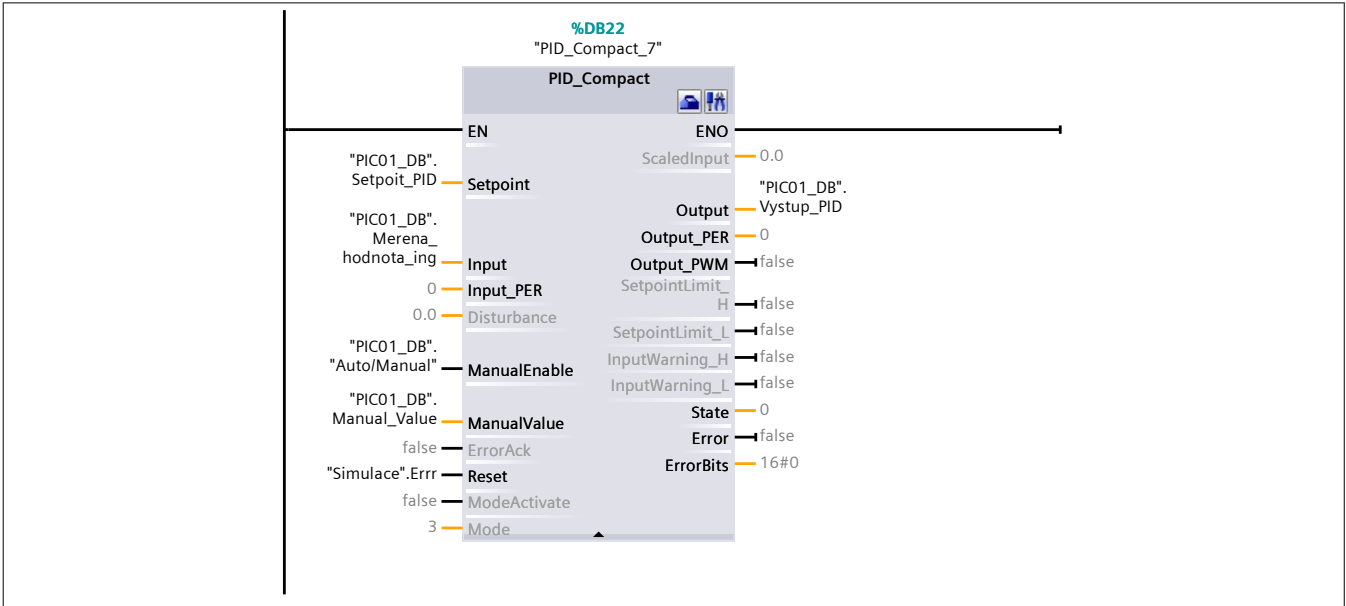 %DB22
"PID_Compact_7"
PID_Compact
EN
ENO
ScaledInput
0.0
"PIC01_DB".
Setpoit_PID
Setpoint
Output
"PIC01_DB".
Vystup_PID
"PIC01_DB".
Merena_
hodnota_ing
Input
Output_PER
0
Output_PWM
false
0
Input_PER
SetpointLimit_
H
false
0.0
Disturbance
SetpointLimit_L
false
"PIC01_DB".
"Auto/Manual"
ManualEnable
InputWarning_H
false
InputWarning_L
false
"PIC01_DB".
Manual_Value
ManualValue
State
0
Error
false
false
ErrorAck
ErrorBits
16#0
"Simulace".Errr
Reset
false
ModeActivate
3
Mode